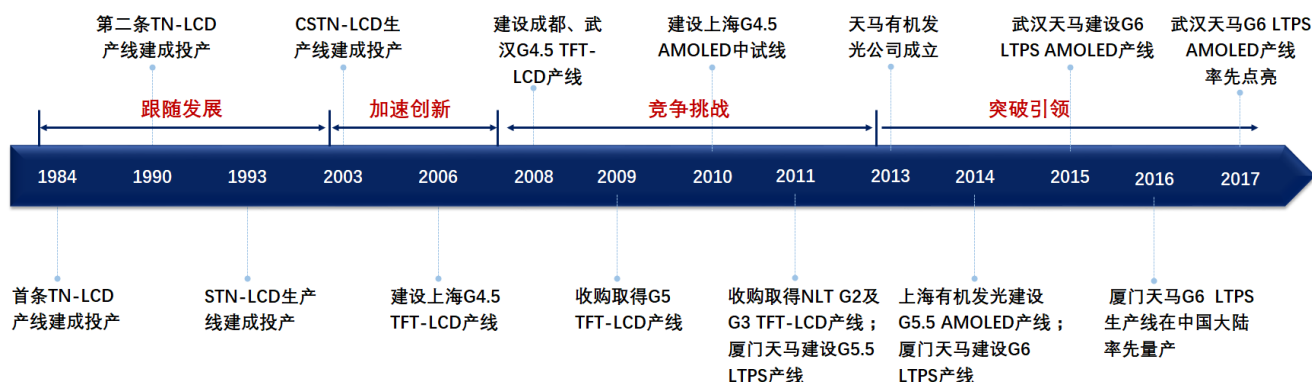 第二条TN-LCD
产线建成投产
CSTN-LCD生
产线建成投产
建设成都、武
汉G4.5 TFT-
LCD产线
建设上海G4.5
AMOLED中试线
天马有机发
光公司成立
武汉天马建设G6
LTPS AMOLED产线
武汉天马G6 LTPS
AMOLED产线
率先点亮
跟随发展
加速创新
竞争挑战
突破引领
1984
1990
1993
2003
2006
2008
2009
2010
2011
2013
2014
2015
2016
2017
首条TN-LCD
产线建成投产
STN-LCD生产
线建成投产
建设上海G4.5
TFT-LCD产线
收购取得G5
TFT-LCD产线
收购取得NLT G2及
G3 TFT-LCD产线；
厦门天马建设G5.5
LTPS产线
上海有机发光建设
G5.5 AMOLED产线；
厦门天马建设G6
LTPS产线
厦门天马G6 LTPS
生产线在中国大陆
率先量产